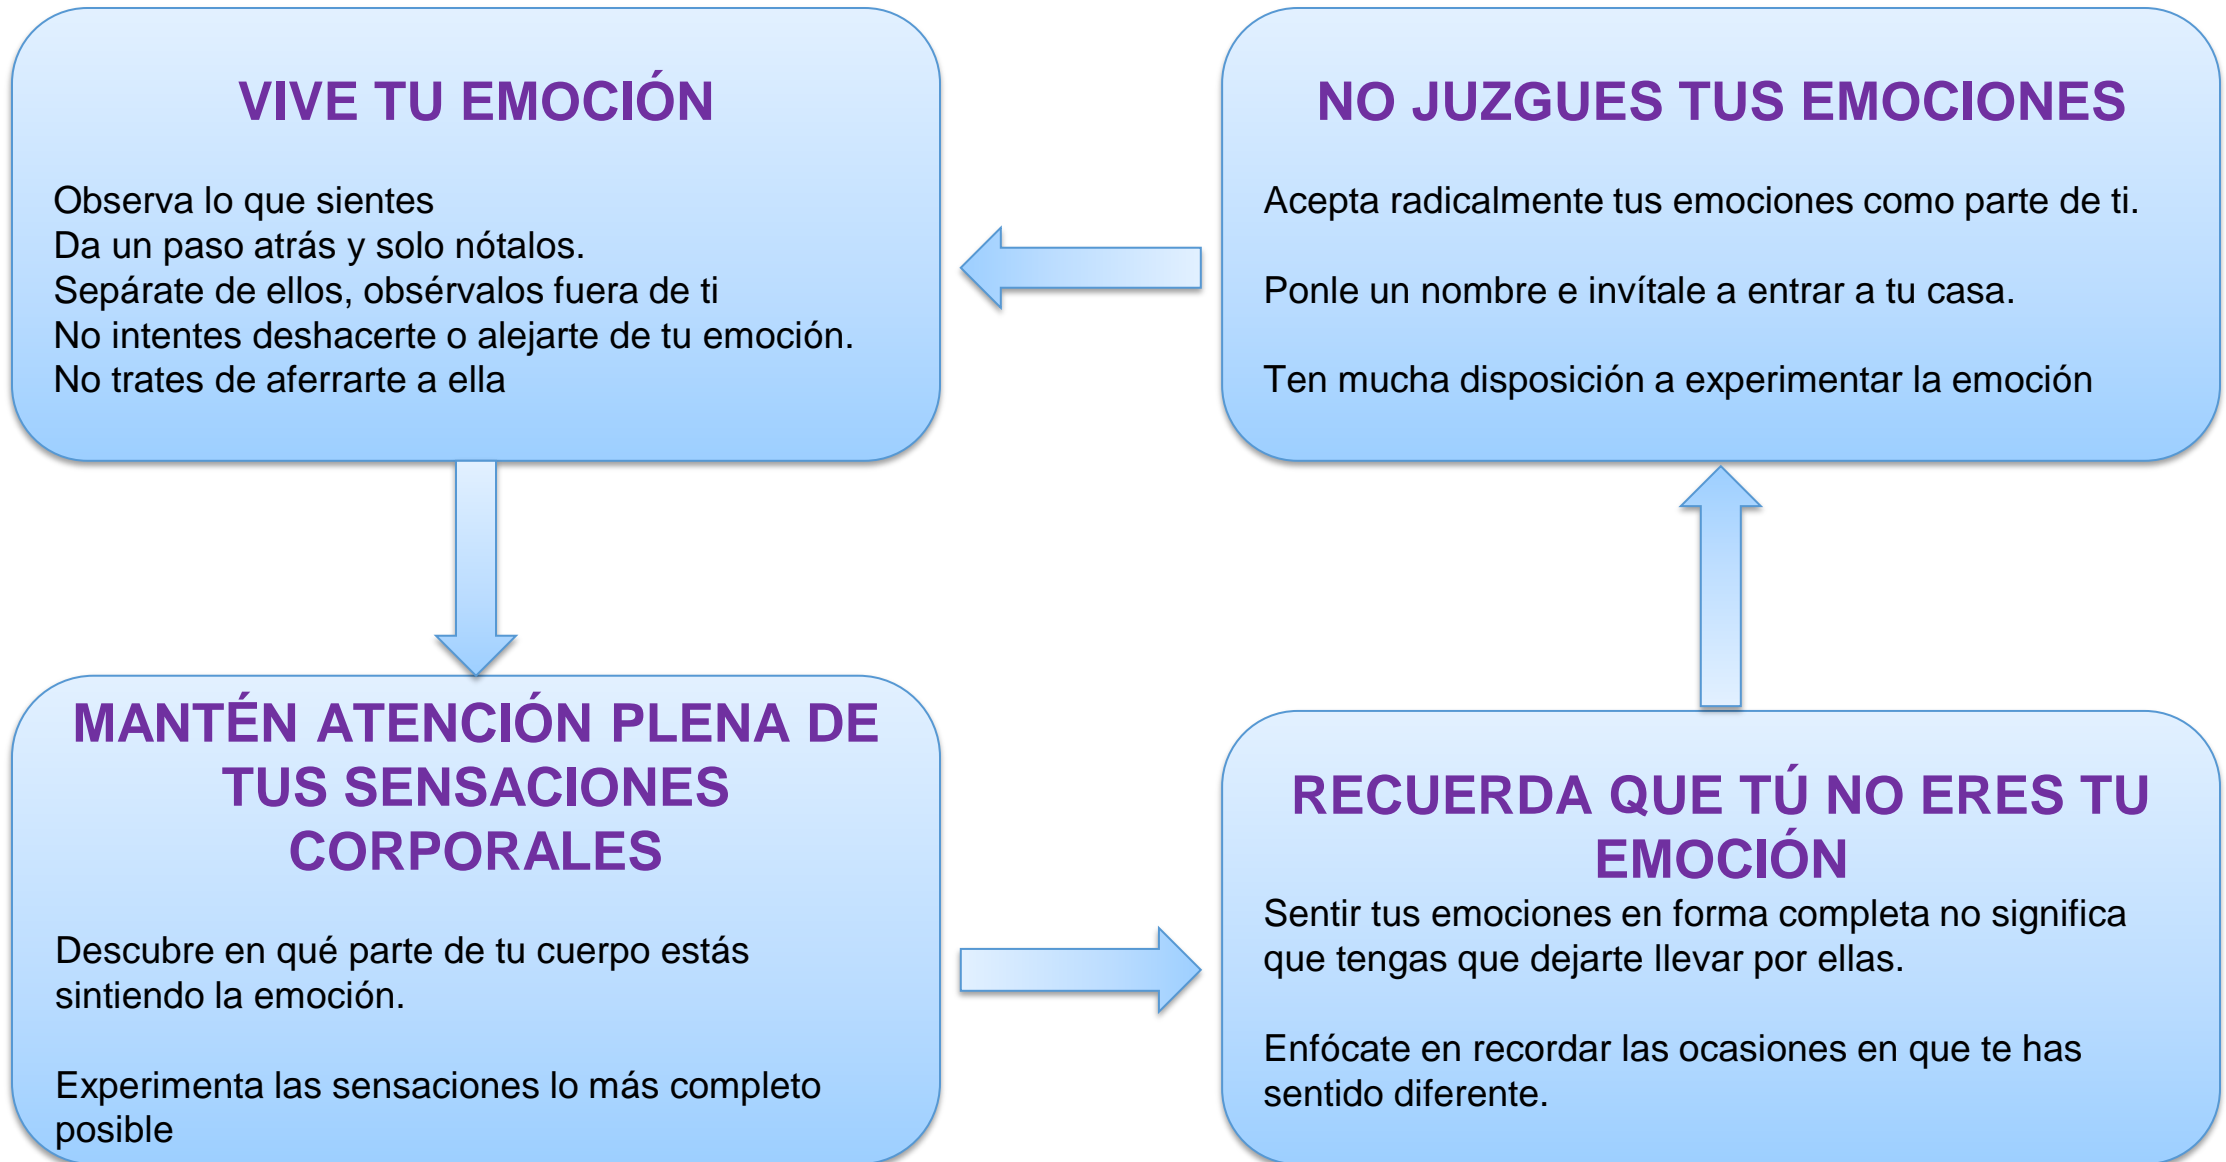 VIVE TU EMOCIÓN
Observa lo que sientes
Da un paso atrás y solo nótalos.
Sepárate de ellos, obsérvalos fuera de ti
No intentes deshacerte o alejarte de tu emoción.
No trates de aferrarte a ella
NO JUZGUES TUS EMOCIONES
Acepta radicalmente tus emociones como parte de ti.
Ponle un nombre e invítale a entrar a tu casa.
Ten mucha disposición a experimentar la emoción
MANTÉN ATENCIÓN PLENA DE
TUS SENSACIONES
CORPORALES
Descubre en qué parte de tu cuerpo estás
sintiendo la emoción.
Experimenta las sensaciones lo más completo
posible
RECUERDA QUE TÚ NO ERES TU
EMOCIÓN
Sentir tus emociones en forma completa no significa
que tengas que dejarte llevar por ellas.
Enfócate en recordar las ocasiones en que te has
sentido diferente.